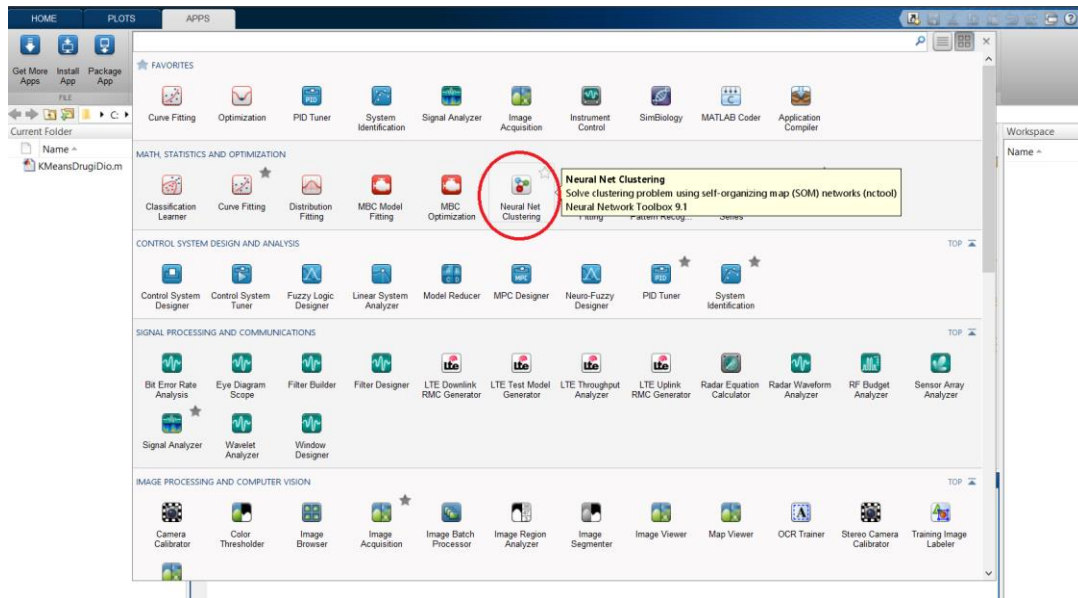 HOME PLOTS APPS
Get More Apps
Install App
Package App
FILE
C:
Current Folder
Name
KMeansDrugiDio.m
Workspace
Name
FAVORITES
Curve Fitting
Optimization
PID Tuner
System Identification
Signal Analyzer
Image Acquisition
Instrument Control
SimBiology
MATLAB Coder
Application Compiler
MATH, STATISTICS AND OPTIMIZATION
Classification Learner
Curve Fitting
Distribution Fitting
MBC Model Fitting
MBC Optimization
Neural Net Clustering
Neural Net Clustering
Solve clustering problem using self-organizing map (SOM) networks (nctool)
Neural Network Toolbox 9.1
Fitting
Pattern Recog...
Series
CONTROL SYSTEM DESIGN AND ANALYSIS
TOP
Control System Designer
Control System Tuner
Fuzzy Logic Designer
Linear System Analyzer
Model Reducer
MPC Designer
Neuro-Fuzzy Designer
PID Tuner
System Identification
SIGNAL PROCESSING AND COMMUNICATIONS
TOP
Bit Error Rate Analysis
Eye Diagram Scope
Filter Builder
Filter Designer
LTE Downlink RMC Generator
LTE Test Model Generator
LTE Throughput Analyzer
LTE Uplink RMC Generator
Radar Equation Calculator
Radar Waveform Analyzer
RF Budget Analyzer
Sensor Array Analyzer
Signal Analyzer
Wavelet Analyzer
Window Designer
IMAGE PROCESSING AND COMPUTER VISION
TOP
Camera Calibrator
Color Thresholder
Image Browser
Image Acquisition
Image Batch Processor
Image Region Analyzer
Image Segmenter
Image Viewer
Map Viewer
OCR Trainer
Stereo Camera Calibrator
Training Image Labeler